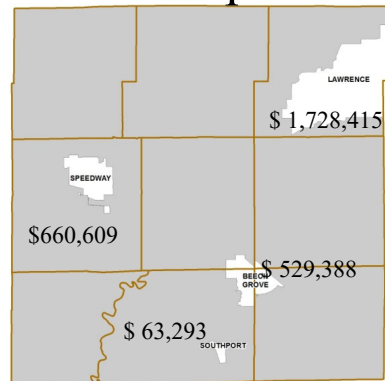 LAWRENCE
$ 1,728,415
SPEEDWAY
$660,609
$ 529,388
BEECH
GROVE
$ 63,293
SOUTHPORT